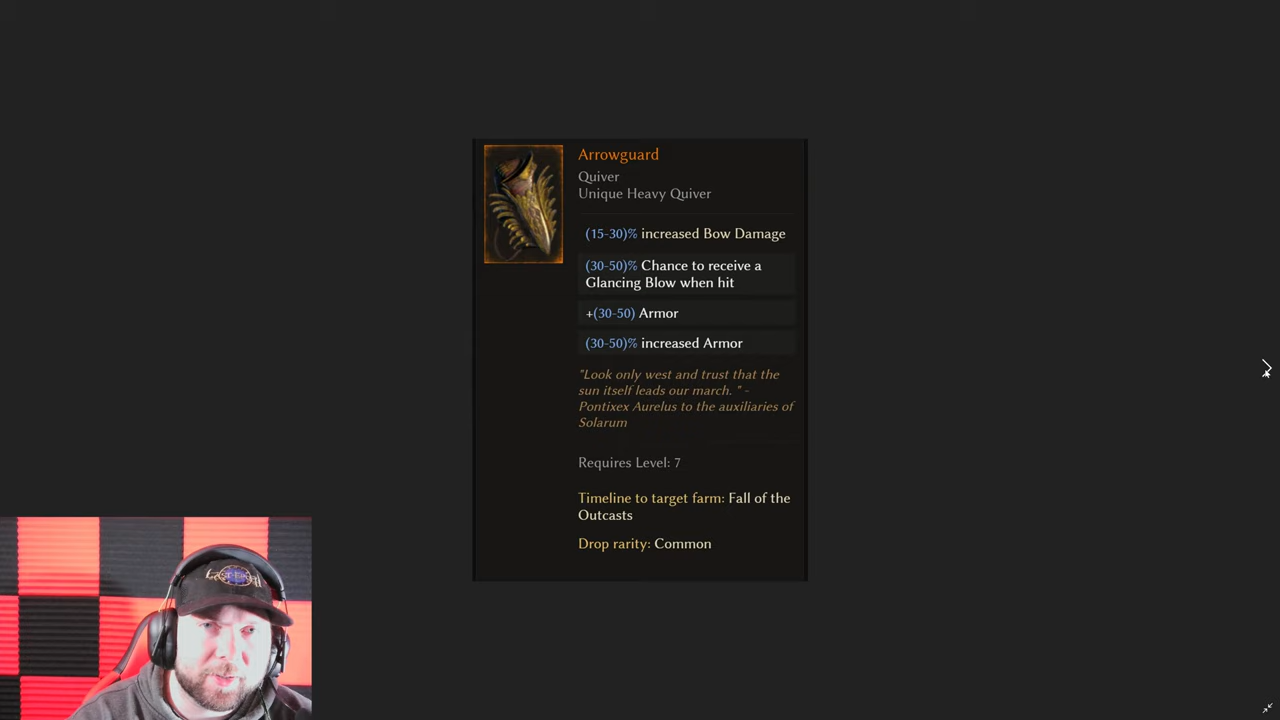 Arrowguard
Quiver
Unique Heavy Quiver
(15-30)% increased Bow Damage
(30-50)% Chance to receive a
Glancing Blow when hit
+(30-50) Armor
(30-50)% increased Armor
"Look only west and trust that the
sun itself leads our march. " -
Pontixex Aurelus to the auxiliaries of
Solarum
Requires Level: 7
Timeline to target farm: Fall of the
Outcasts
Drop rarity: Common